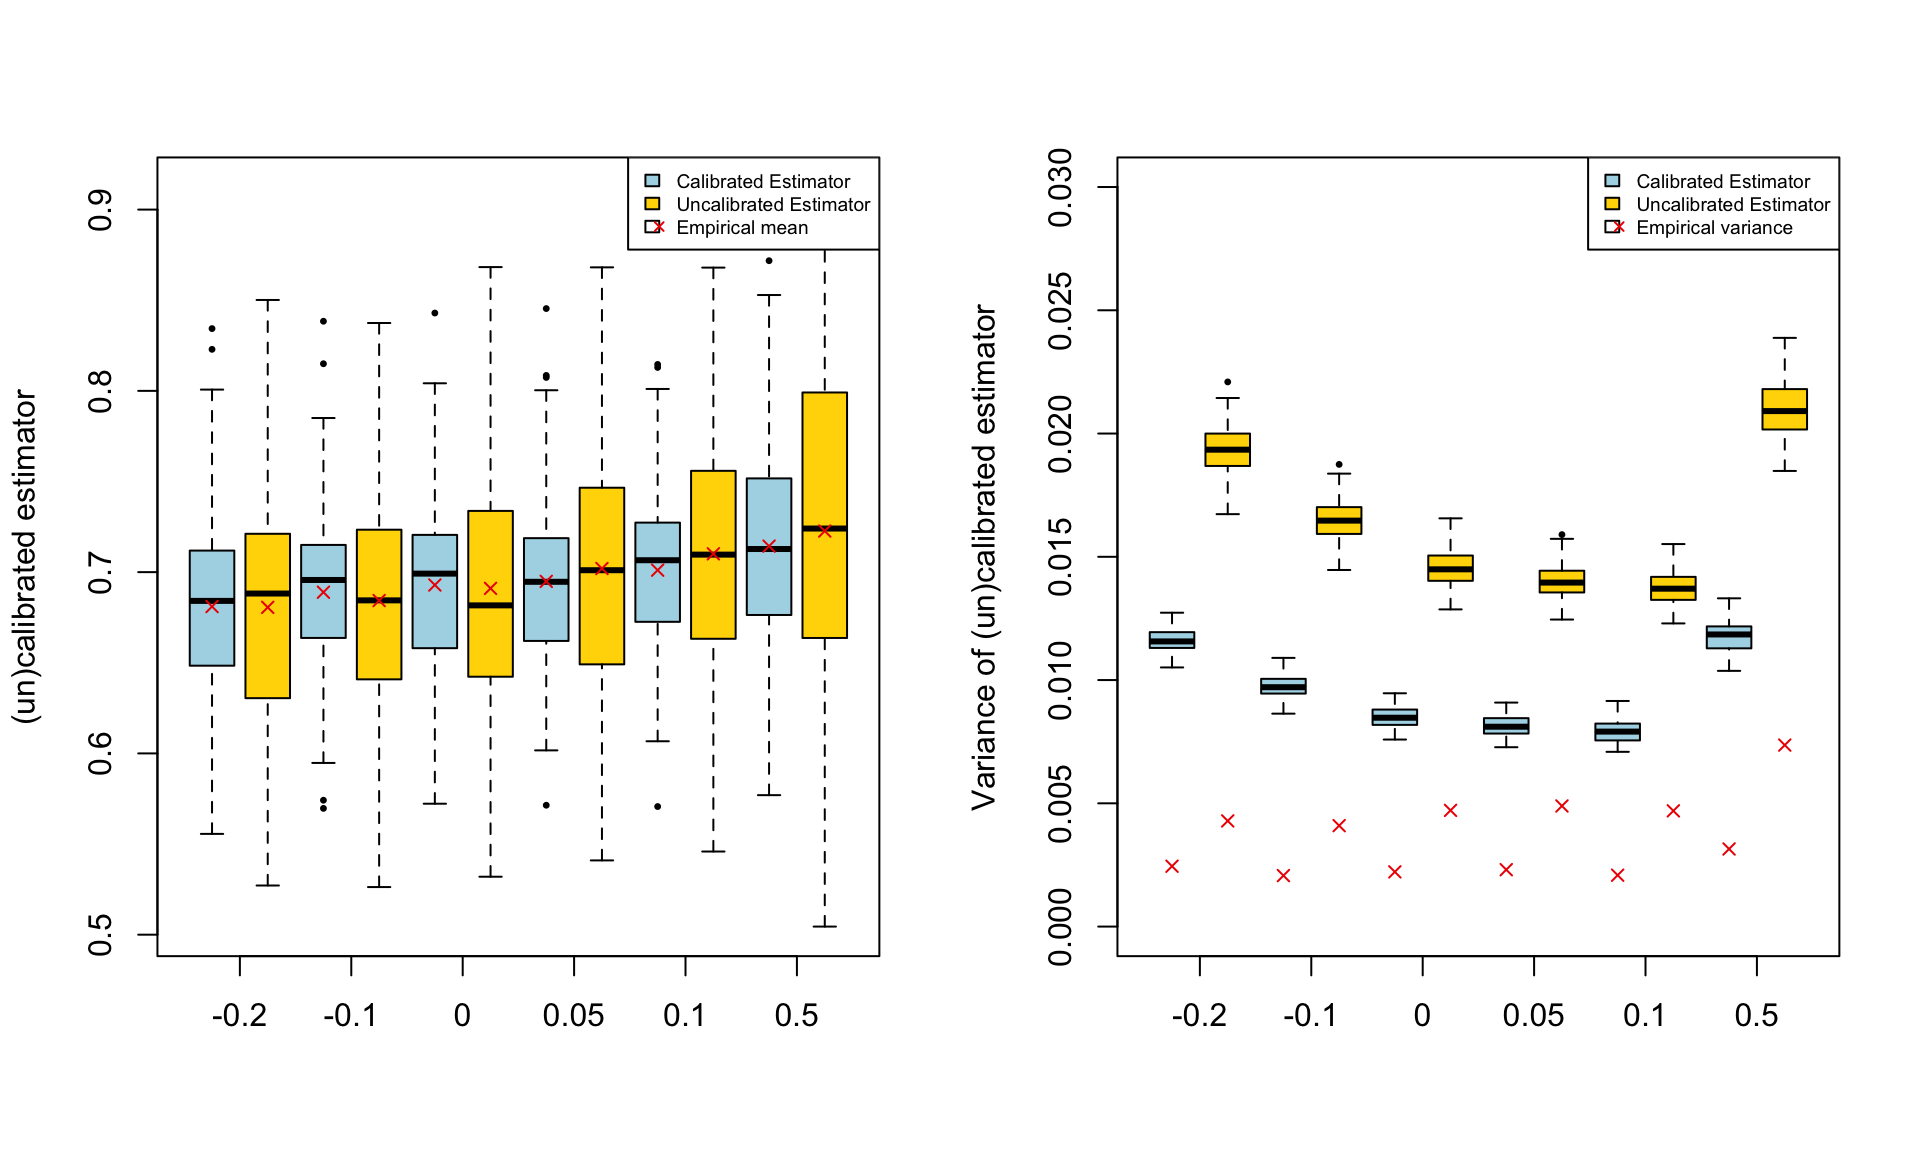 (un)calibrated estimator
0.9
0.8
0.7
0.6
0.5
Calibrated Estimator
Uncalibrated Estimator
Empirical mean
-0.2 -0.1 0 0.05 0.1 0.5
Variance of (un)calibrated estimator
0.030
0.025
0.020
0.015
0.010
0.005
0.000
Calibrated Estimator
Uncalibrated Estimator
Empirical variance
-0.2 -0.1 0 0.05 0.1 0.5